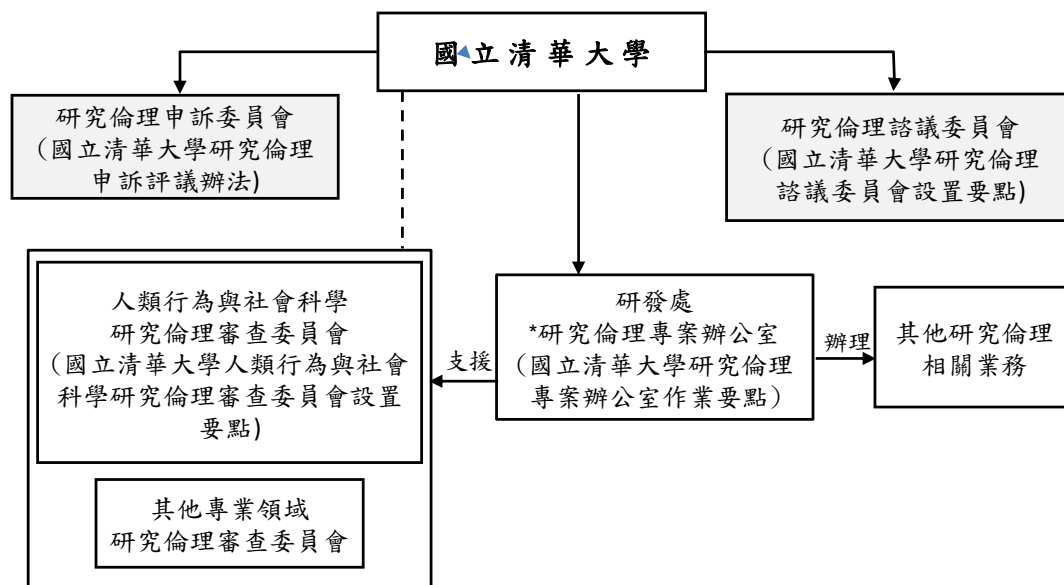 國立清華大學
研究倫理申訴委員會
（國立清華大學研究倫理
申訴評議辦法)
研究倫理諮議委員會
（國立清華大學研究倫理
諮議委員會設置要點)
人類行為與社會科學
研究倫理審查委員會
（國立清華大學人類行為與社會
科學研究倫理審查委員會設置
要點)
支援
研發處
*研究倫理專案辦公室
（國立清華大學研究倫理
專案辦公室作業要點）
辦理
其他研究倫理
相關業務
其他專業領域
研究倫理審查委員會